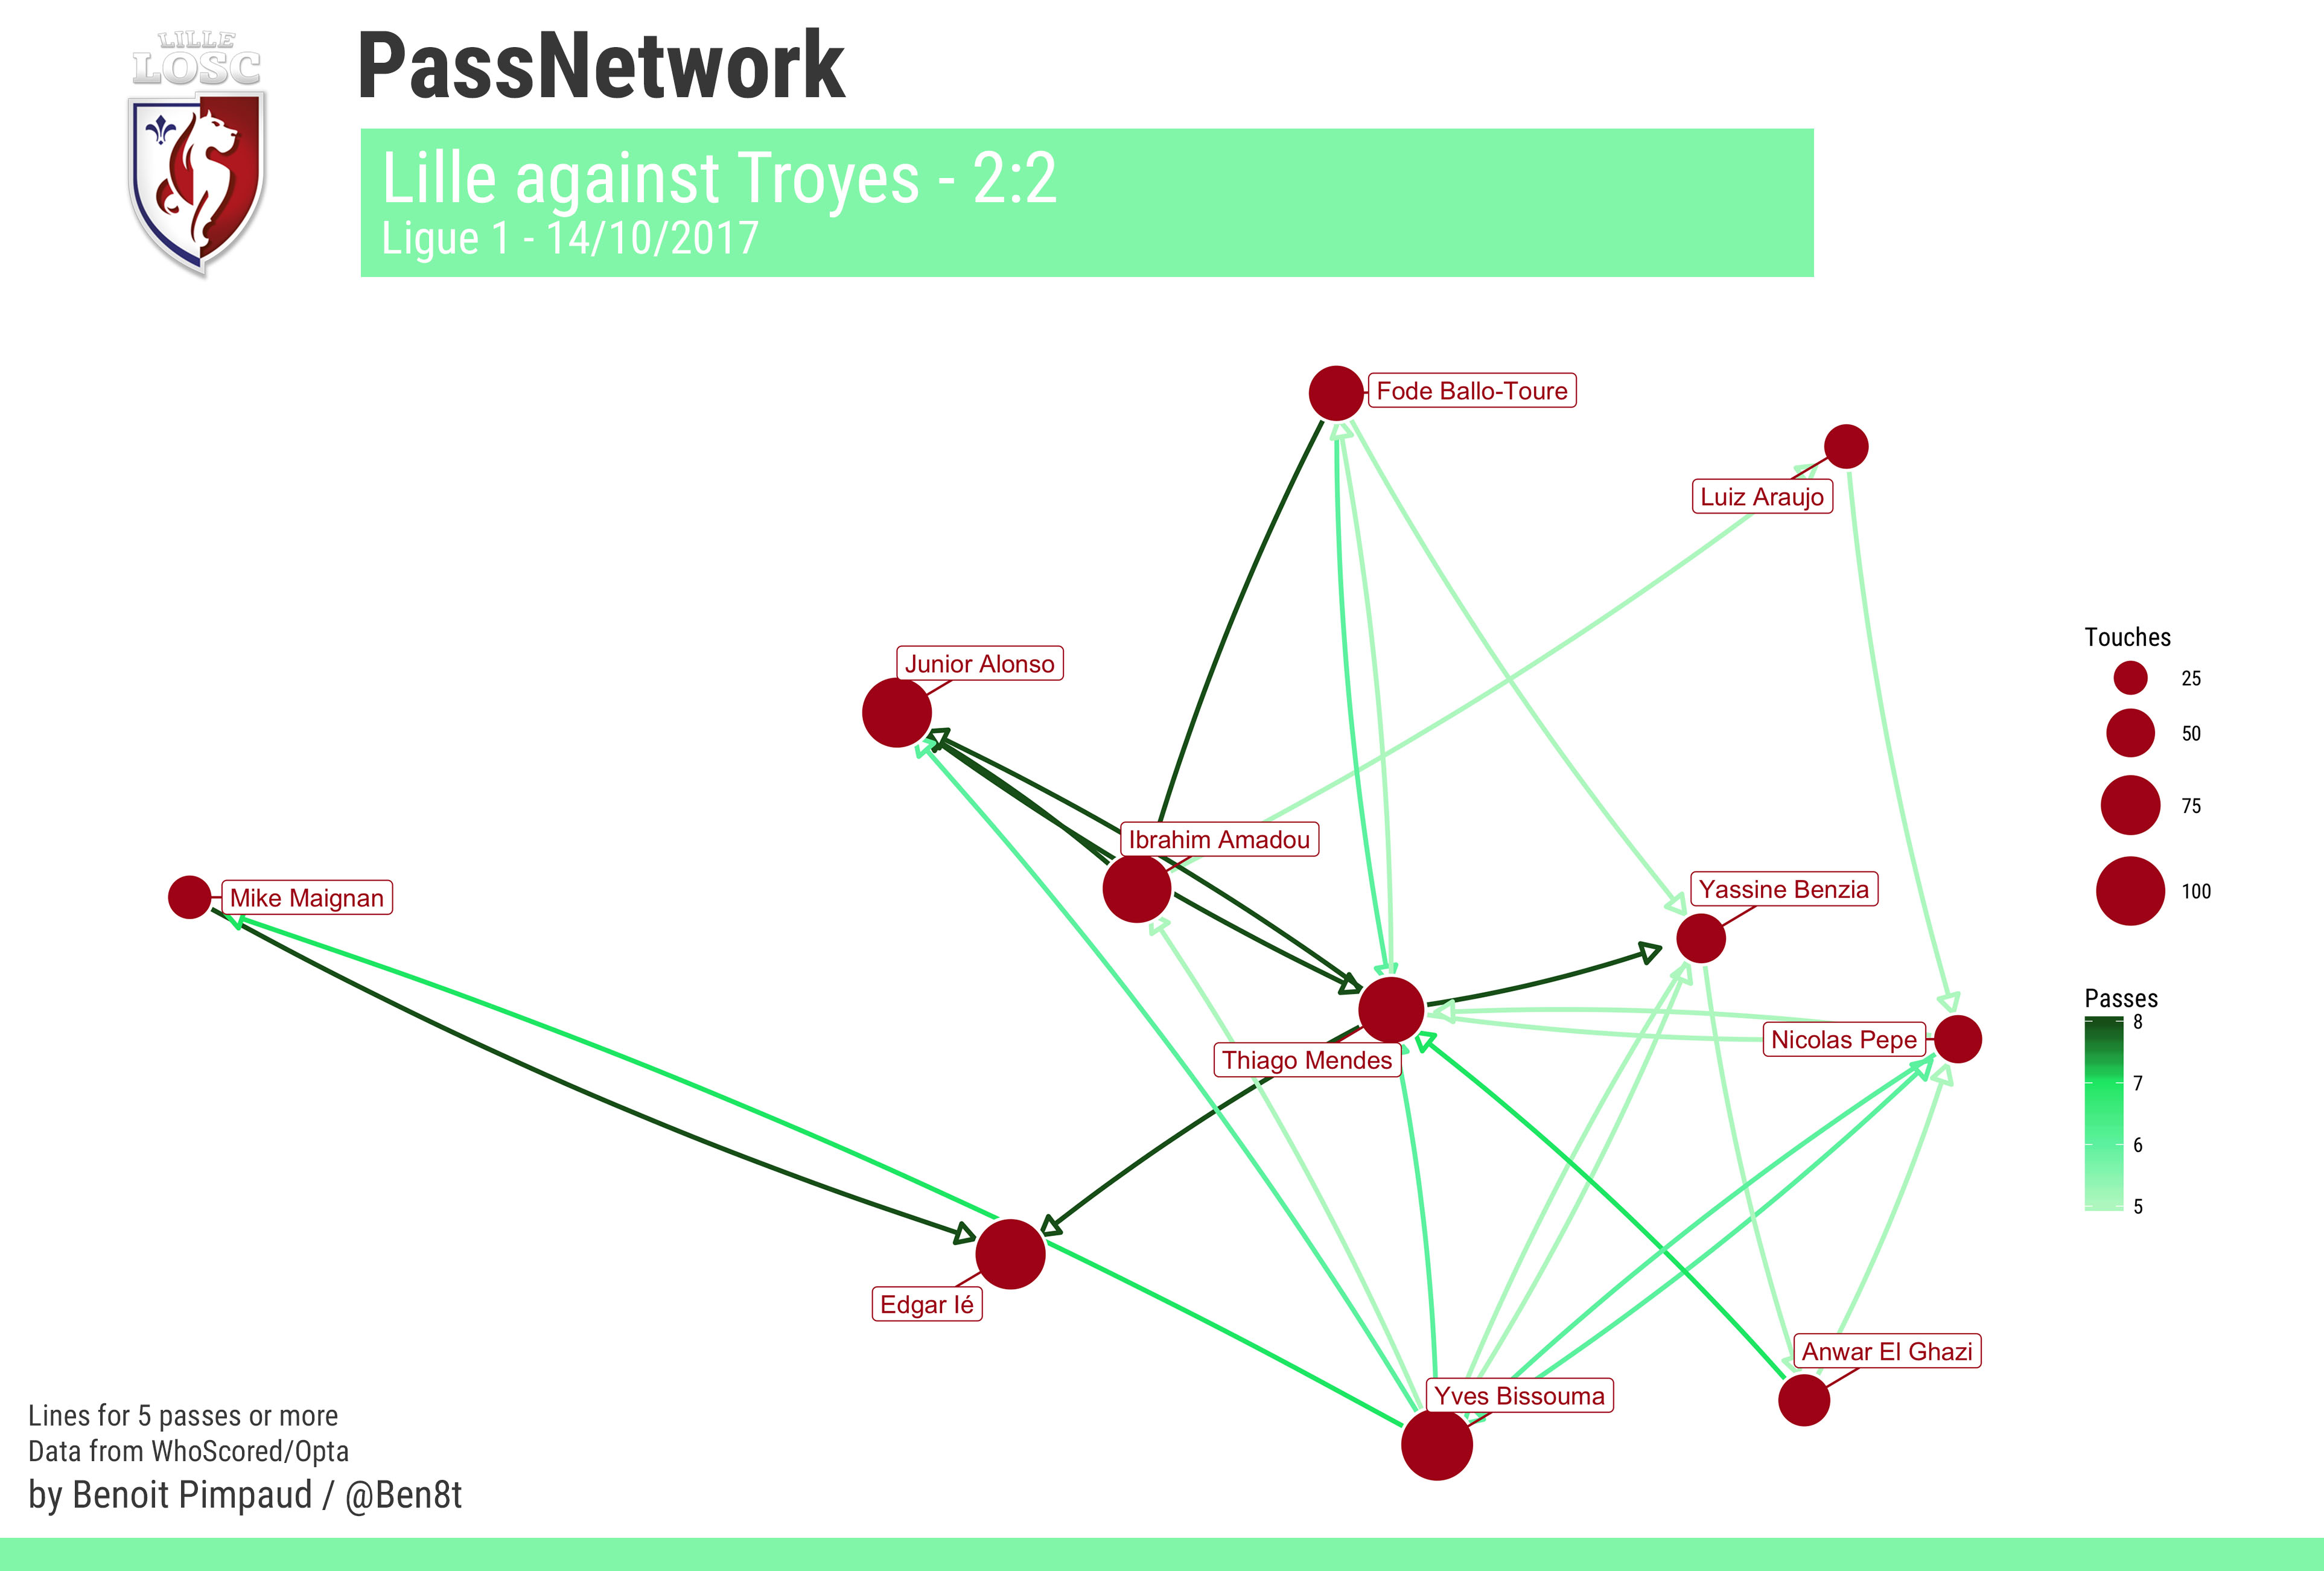 LILLE
LOSC
PassNetwork
Lille against Troyes - 2:2
Ligue 1 - 14/10/2017
Fode Ballo-Toure
Luiz Araujo
Junior Alonso
Ibrahim Amadou
Mike Maignan
Yassine Benzia
Nicolas Pepe
Thiago Mendes
Edgar Ié
Anwar El Ghazi
Yves Bissouma
Touches
25
50
75
100
Passes
8
7
6
5
Lines for 5 passes or more
Data from WhoScored/Opta
by Benoit Pimpaud / @Ben8t